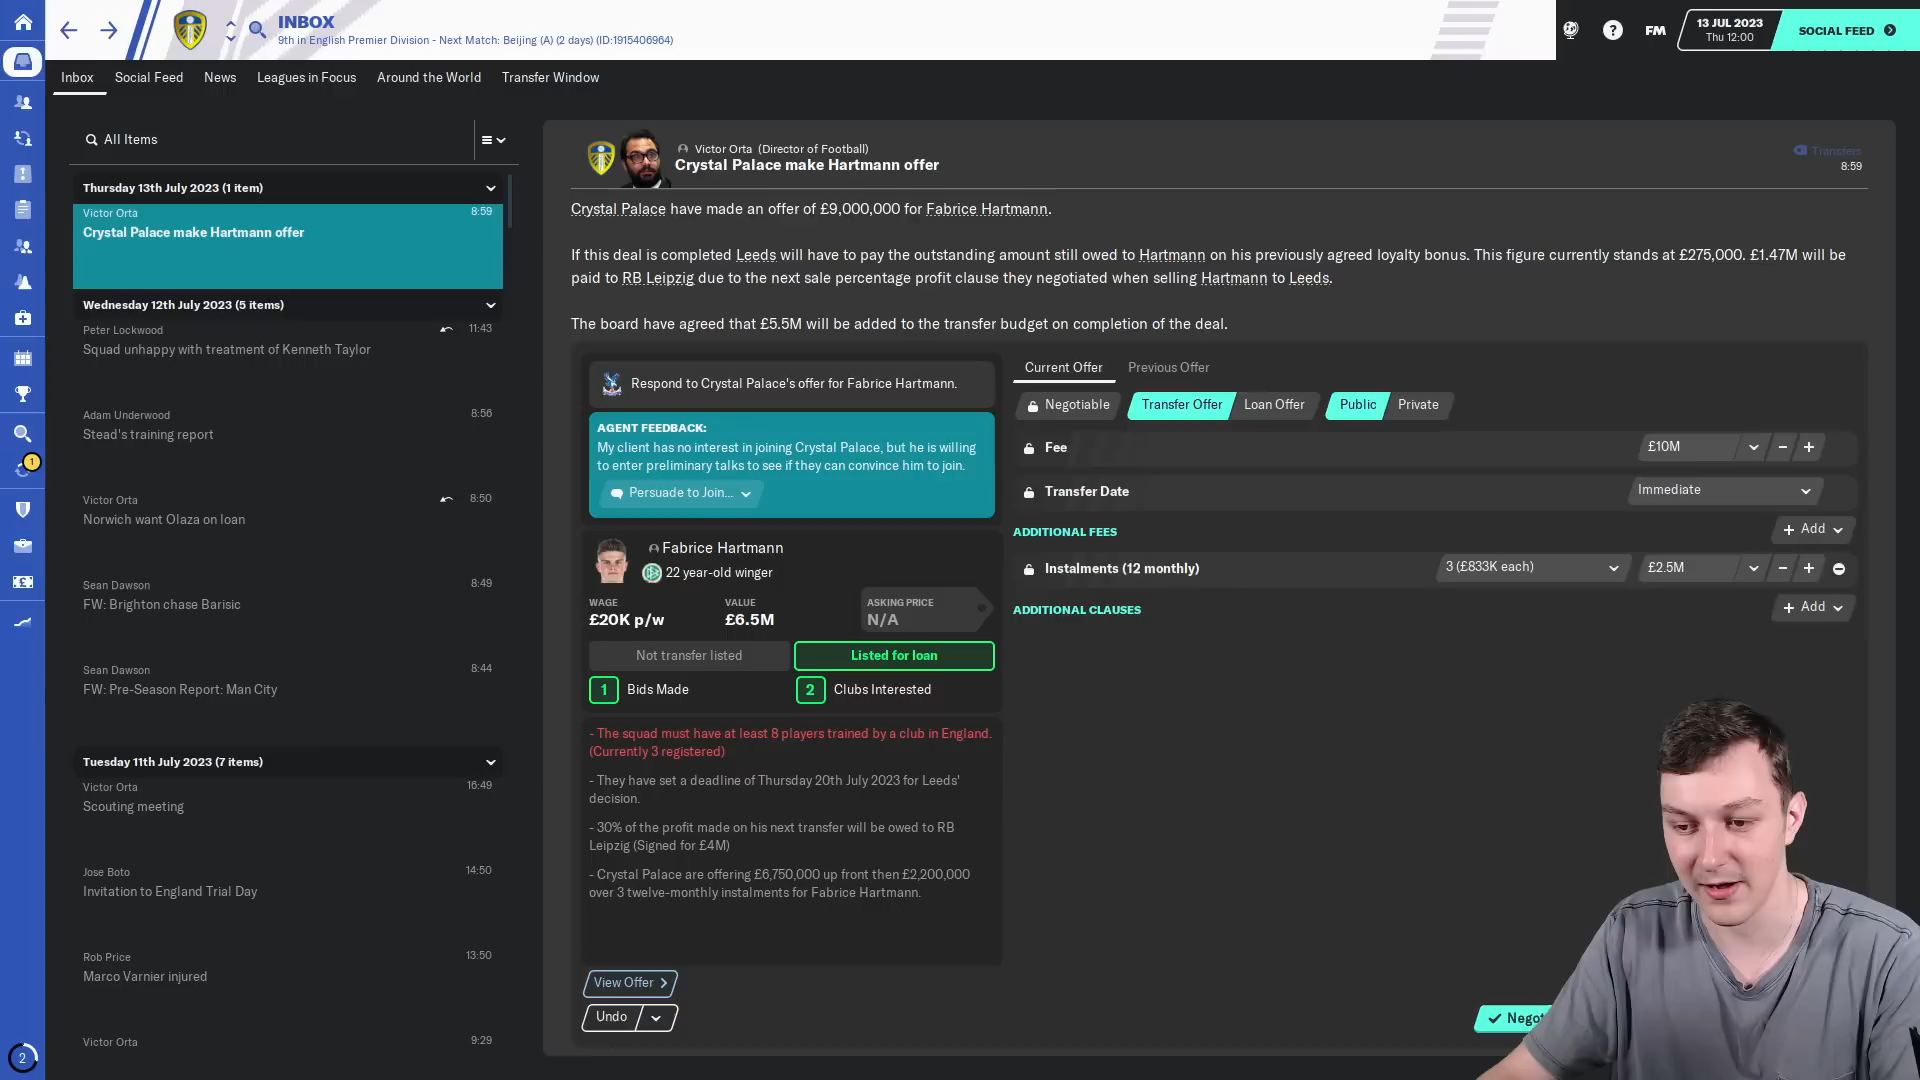 INBOX
9th in English Premier Division - Next Match: Beijing (A) (2 days) (ID:1915406964)
FM
13 JUL 2023
Thu 12:00
SOCIAL FEED
Inbox
Social Feed
News
Leagues in Focus
Around the World
Transfer Window
All Items
Thursday 13th July 2023 (1 item)
Victor Orta
8:59
Crystal Palace make Hartmann offer
Wednesday 12th July 2023 (5 items)
Peter Lockwood
11:43
Squad unhappy with treatment of Kenneth Taylor
Adam Underwood
8:56
Stead's training report
Victor Orta
8:50
Norwich want Olaza on loan
Sean Dawson
8:49
FW: Brighton chase Barisic
Sean Dawson
8:44
FW: Pre-Season Report: Man City
Tuesday 11th July 2023 (7 items)
Victor Orta
16:49
Scouting meeting
Jose Boto
14:50
Invitation to England Trial Day
Rob Price
13:50
Marco Varnier injured
Victor Orta
9:29
1
2
Victor Orta (Director of Football)
Crystal Palace make Hartmann offer
Transfers
8:59
Crystal Palace have made an offer of £9,000,000 for Fabrice Hartmann.
If this deal is completed Leeds will have to pay the outstanding amount still owed to Hartmann on his previously agreed loyalty bonus. This figure currently stands at £275,000. £1.47M will be
paid to RB Leipzig due to the next sale percentage profit clause they negotiated when selling Hartmann to Leeds.
The board have agreed that £5.5M will be added to the transfer budget on completion of the deal.
Respond to Crystal Palace's offer for Fabrice Hartmann.
AGENT FEEDBACK:
My client has no interest in joining Crystal Palace, but he is willing
to enter preliminary talks to see if they can convince him to join.
Persuade to Join...
Fabrice Hartmann
22 year-old winger
WAGE
£20K p/w
VALUE
£6.5M
ASKING PRICE
N/A
Not transfer listed
Listed for loan
1 Bids Made
2 Clubs Interested
- The squad must have at least 8 players trained by a club in England.
(Currently 3 registered)
- They have set a deadline of Thursday 20th July 2023 for Leeds'
decision.
- 30% of the profit made on his next transfer will be owed to RB
Leipzig (Signed for £4M)
- Crystal Palace are offering £6,750,000 up front then £2,200,000
over 3 twelve-monthly instalments for Fabrice Hartmann.
View Offer
Undo
Current Offer
Previous Offer
Negotiable
Transfer Offer
Loan Offer
Public
Private
Fee
£10M
Transfer Date
Immediate
ADDITIONAL FEES
Add
Instalments (12 monthly)
3 (£833K each)
£2.5M
ADDITIONAL CLAUSES
Add